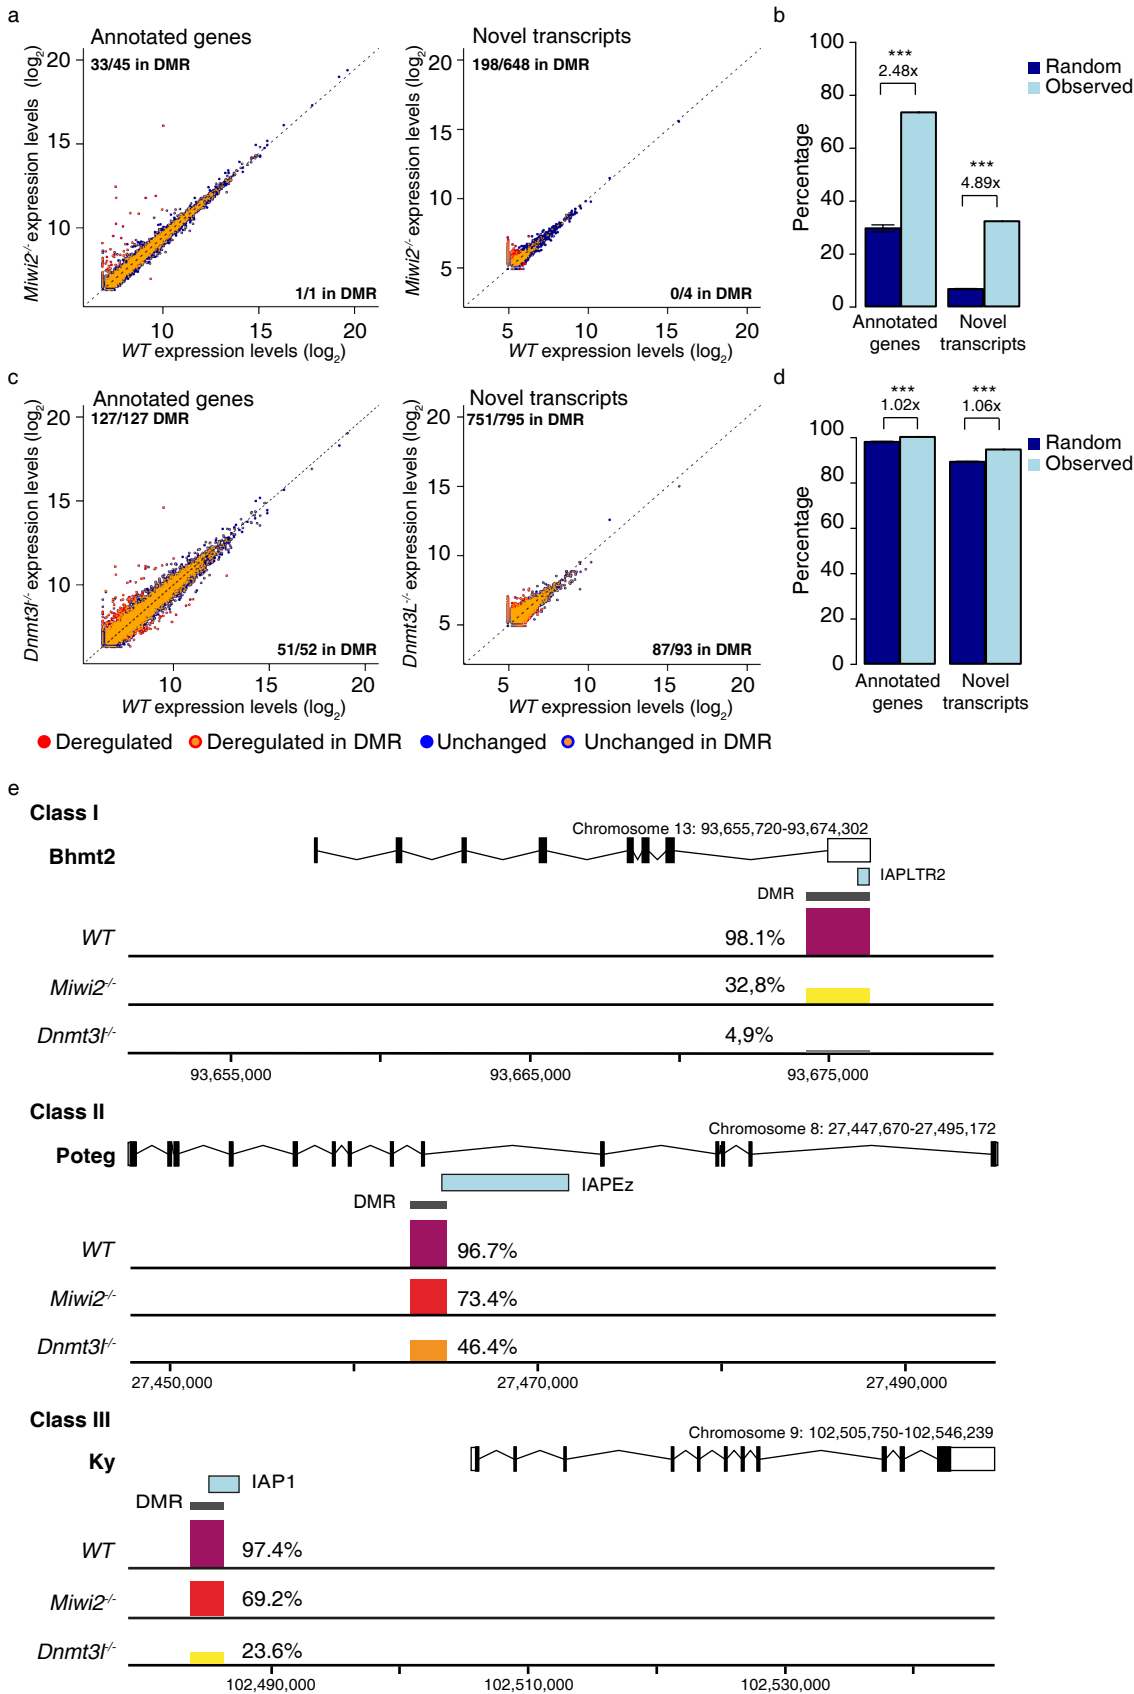 a
Annotated genes
33/45 in DMR
Miwi2-/- expression levels (log2)
20
15
10
1/1 in DMR
10 15 20
WT expression levels (log2)
Novel transcripts
198/648 in DMR
Miwi2-/- expression levels (log2)
20
15
10
5
0/4 in DMR
5 10 15 20
WT expression levels (log2)
b
Percentage
100
80
60
40
20
0
***
2.48x
***
4.89x
Random
Observed
Annotated genes
Novel transcripts
c
Annotated genes
127/127 DMR
Dnmt3l-/- expression levels (log2)
20
15
10
51/52 in DMR
10 15 20
WT expression levels (log2)
Novel transcripts
751/795 in DMR
Dnmt3L-/- expression levels (log2)
20
15
10
5
87/93 in DMR
5 10 15 20
WT expression levels (log2)
d
Percentage
100
80
60
40
20
0
***
1.02x
***
1.06x
Random
Observed
Annotated genes
Novel transcripts
Deregulated Deregulated in DMR Unchanged Unchanged in DMR
e
Class I
Chromosome 13: 93,655,720-93,674,302
Bhmt2
IAPLTR2
DMR
WT 98.1%
Miwi2-/- 32,8%
Dnmt3l-/- 4,9%
93,655,000 93,665,000 93,675,000
Class II
Chromosome 8: 27,447,670-27,495,172
Poteg
IAPEz
DMR
WT 96.7%
Miwi2-/- 73.4%
Dnmt3l-/- 46.4%
27,450,000 27,470,000 27,490,000
Class III
Chromosome 9: 102,505,750-102,546,239
Ky
IAP1
DMR
WT 97.4%
Miwi2-/- 69.2%
Dnmt3l-/- 23.6%
102,490,000 102,510,000 102,530,000